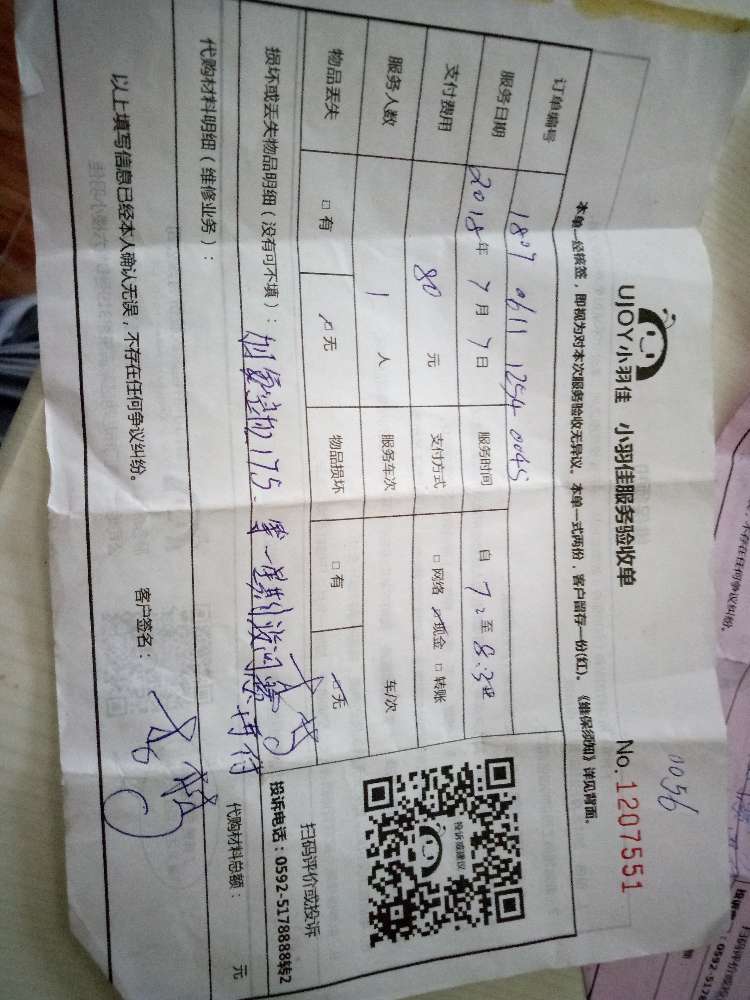 0056
UJOY小羽佳 小羽佳服务验收单 No.1207551
本单一经核签，即视为对本次服务验收无异议。本单一式两份，客户留存一份(红)。《维保须知》详见背面。
订单编号 1807 0611 1254 0045
服务日期 2018年7月7日 服务时间 自 7: 至 8:30
支付费用 80元 支付方式 □网络 ☑现金 □转账
服务人数 1人 服务车次 车/次
物品丢失 □有 ☑无 物品损坏 □有 ☑无
损坏或丢失物品明细（没有可不填）：
代购材料明细（维修业务）： 代购材料总额： 元
以上填写信息已经本人确认无误，不存在任何争议纠纷。 客户签名：
投诉或建议
扫码评价或投诉
投诉电话：0592-5178888转2